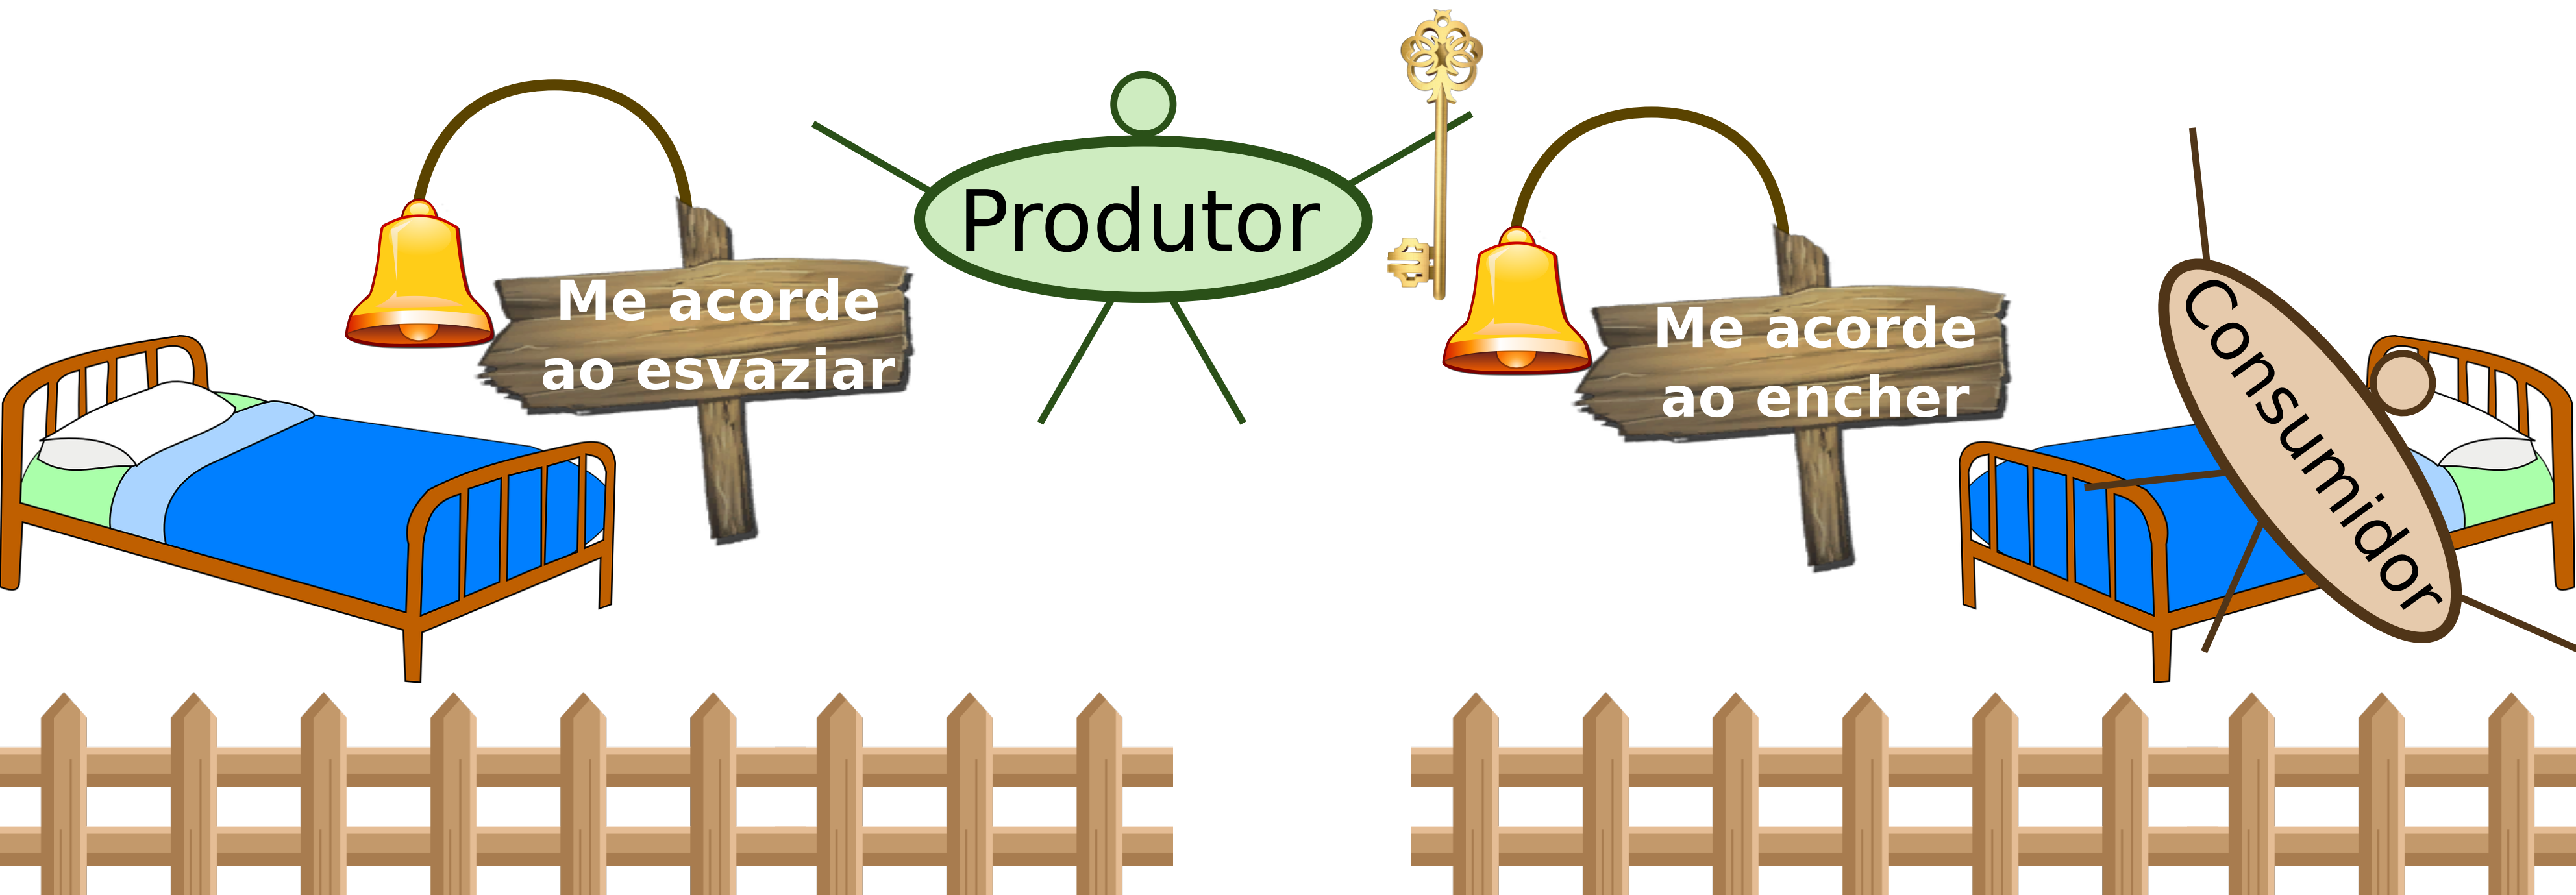 Produtor
Me acorde
ao esvaziar
Me acorde
ao encher
Consumidor